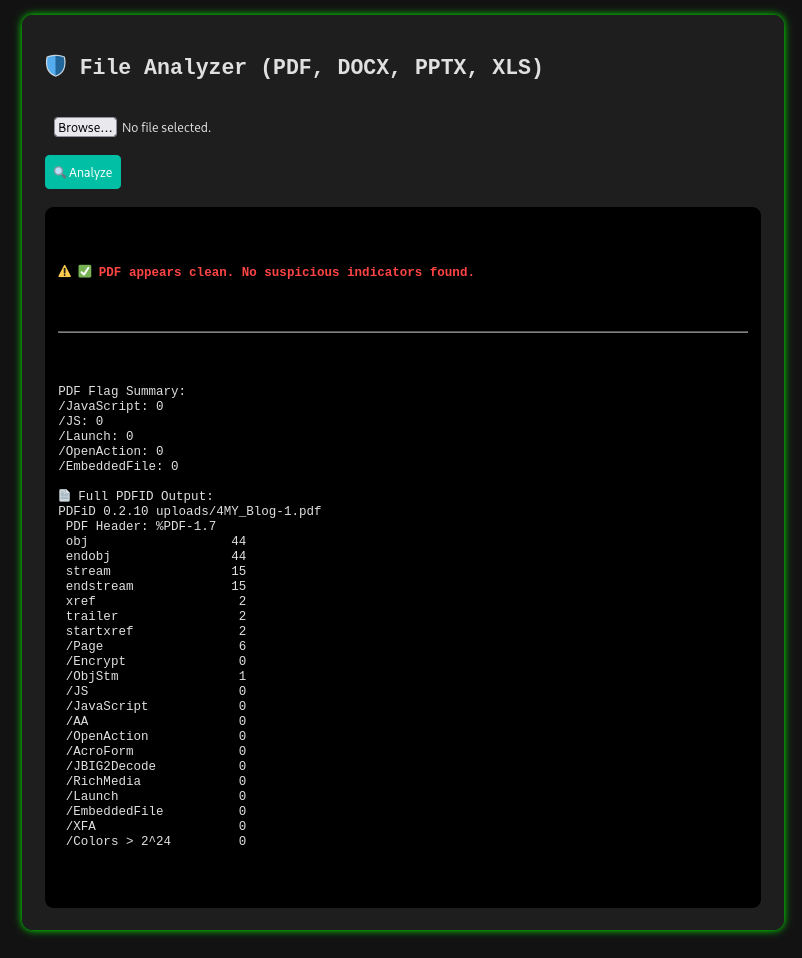 🛡️ File Analyzer (PDF, DOCX, PPTX, XLS)
Browse… No file selected.
🔍 Analyze
⚠️ ✅ PDF appears clean. No suspicious indicators found.
PDF Flag Summary:
/JavaScript: 0
/JS: 0
/Launch: 0
/OpenAction: 0
/EmbeddedFile: 0
📄 Full PDFID Output:
PDFiD 0.2.10 uploads/4MY_Blog-1.pdf
PDF Header: %PDF-1.7
obj 44
endobj 44
stream 15
endstream 15
xref 2
trailer 2
startxref 2
/Page 6
/Encrypt 0
/ObjStm 1
/JS 0
/JavaScript 0
/AA 0
/OpenAction 0
/AcroForm 0
/JBIG2Decode 0
/RichMedia 0
/Launch 0
/EmbeddedFile 0
/XFA 0
/Colors > 2^24 0